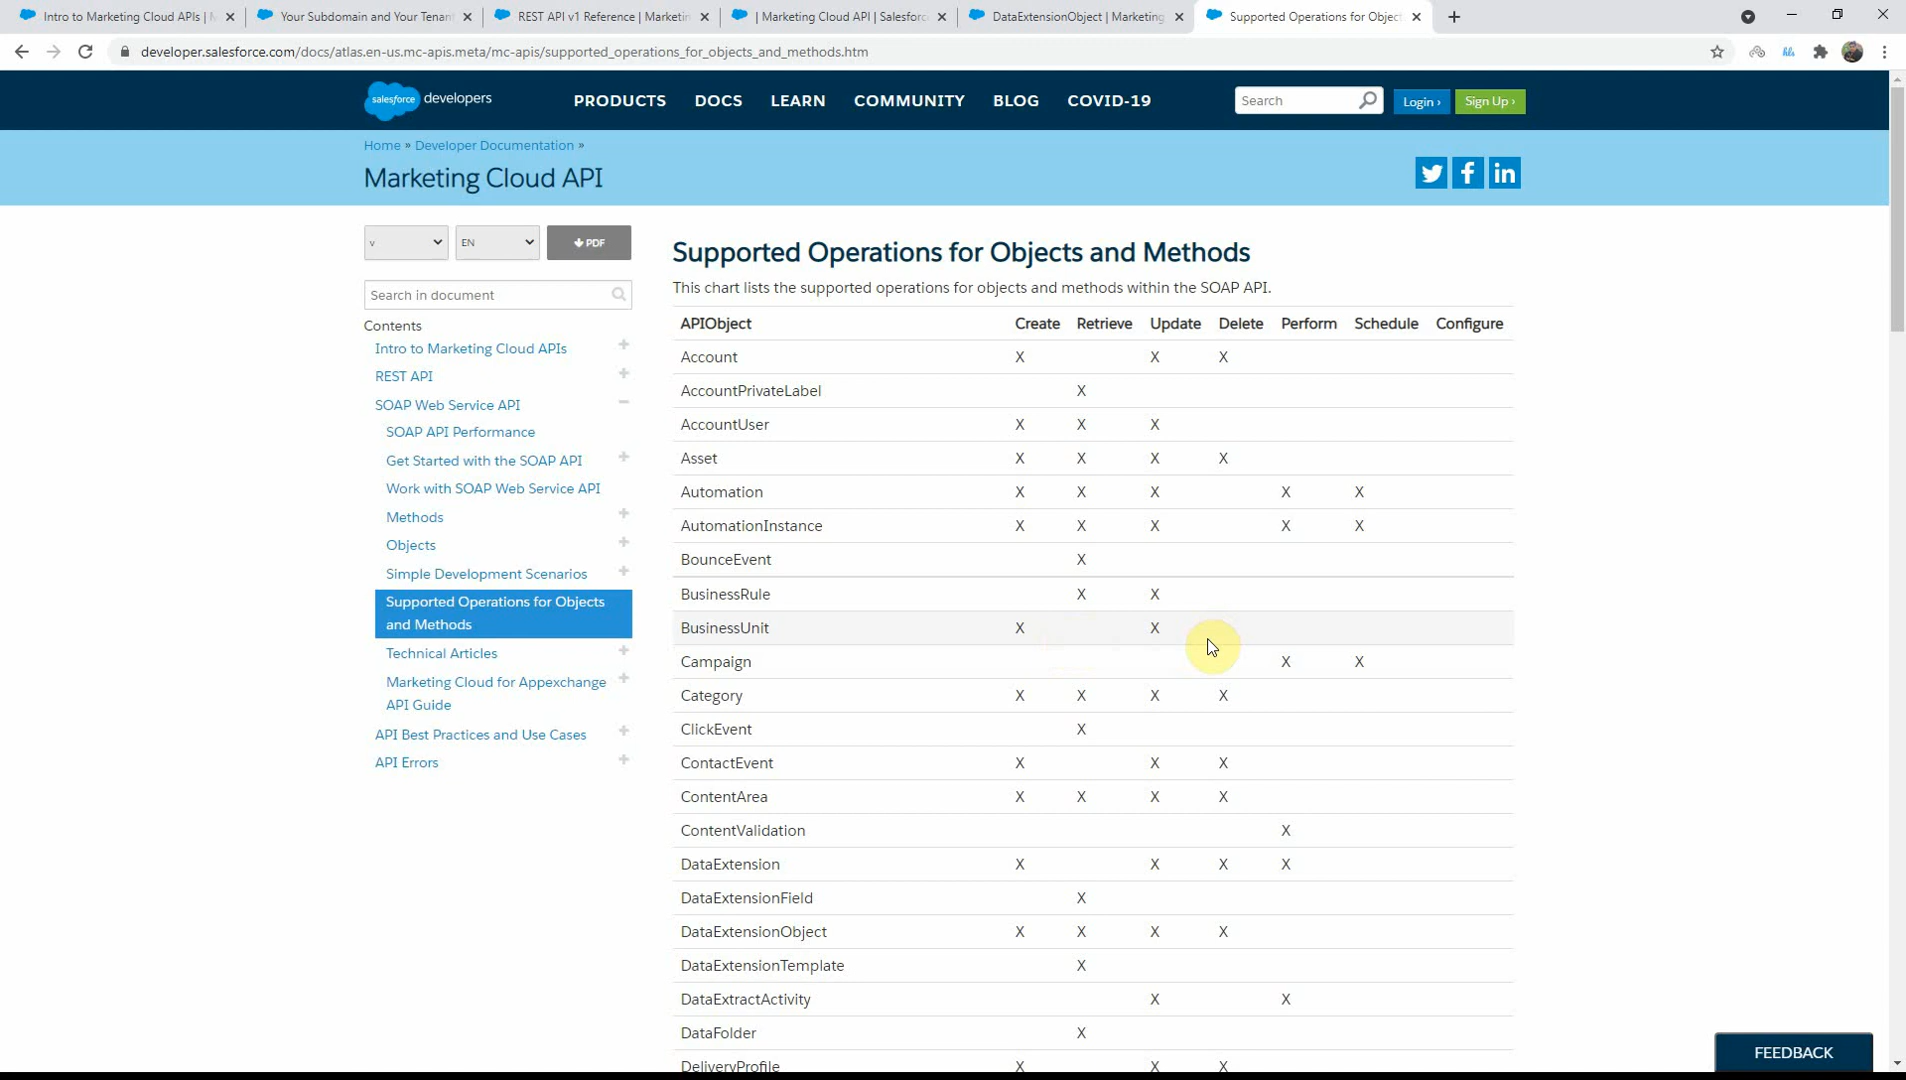 Intro to Marketing Cloud APIs | M
Your Subdomain and Your Tenant
REST API v1 Reference | Marketin
| Marketing Cloud API | Salesforc
DataExtensionObject | Marketing
Supported Operations for Object
developer.salesforce.com/docs/atlas.en-us.mc-apis.meta/mc-apis/supported_operations_for_objects_and_methods.htm
salesforce developers
PRODUCTS DOCS LEARN COMMUNITY BLOG COVID-19
Search
Login ›
Sign Up ›
Home » Developer Documentation »
Marketing Cloud API
v
EN
PDF
Search in document
Contents
Intro to Marketing Cloud APIs
REST API
SOAP Web Service API
SOAP API Performance
Get Started with the SOAP API
Work with SOAP Web Service API
Methods
Objects
Simple Development Scenarios
Supported Operations for Objects
and Methods
Technical Articles
Marketing Cloud for Appexchange
API Guide
API Best Practices and Use Cases
API Errors
Supported Operations for Objects and Methods
This chart lists the supported operations for objects and methods within the SOAP API.
APIObject Create Retrieve Update Delete Perform Schedule Configure
Account X X X
AccountPrivateLabel X
AccountUser X X X
Asset X X X X
Automation X X X X X
AutomationInstance X X X X X
BounceEvent X
BusinessRule X X
BusinessUnit X X
Campaign X X
Category X X X X
ClickEvent X
ContactEvent X X X
ContentArea X X X X
ContentValidation X
DataExtension X X X X
DataExtensionField X
DataExtensionObject X X X X
DataExtensionTemplate X
DataExtractActivity X X
DataFolder X
DeliveryProfile X X X
FEEDBACK